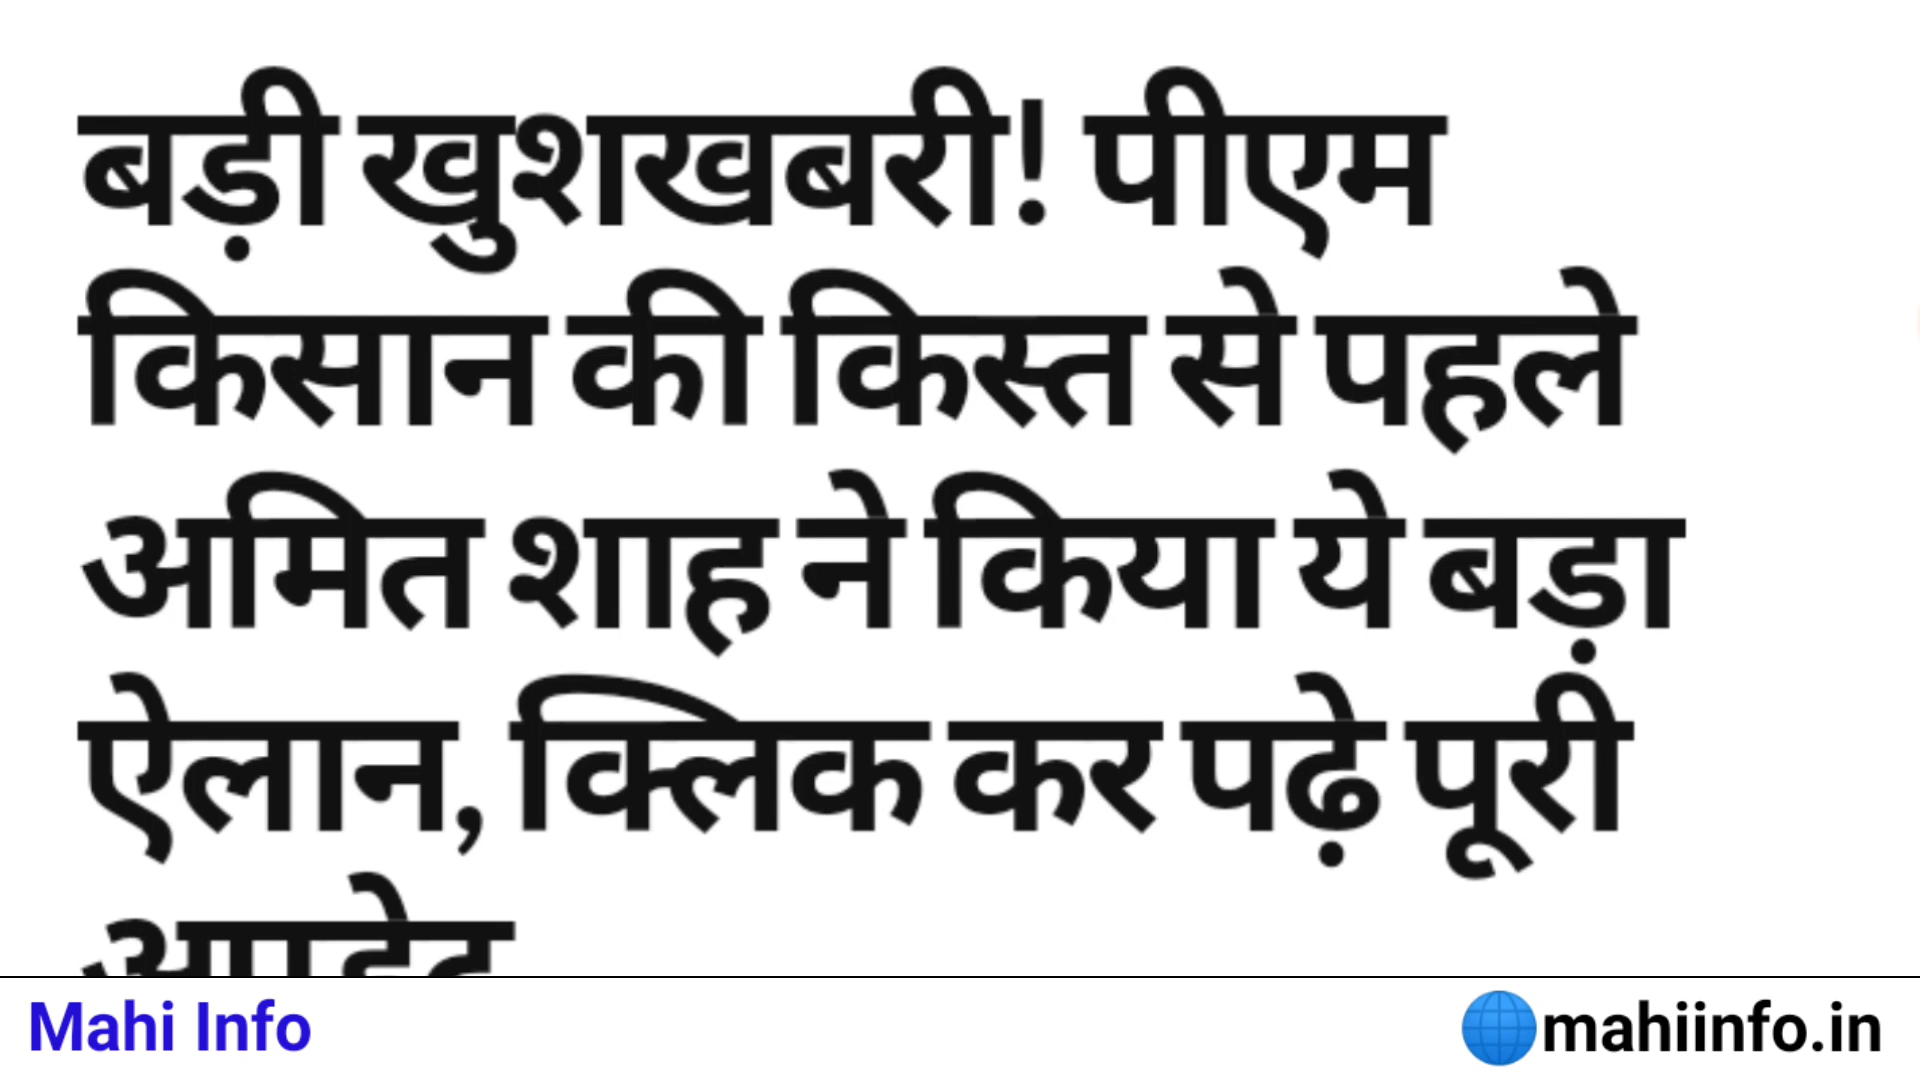 बड़ी खुशखबरी! पीएम
किसान की किस्त से पहले
अमित शाह ने किया ये बड़ा
ऐलान, क्लिक कर पढ़े पूरी
Mahi Info
mahiinfo.in